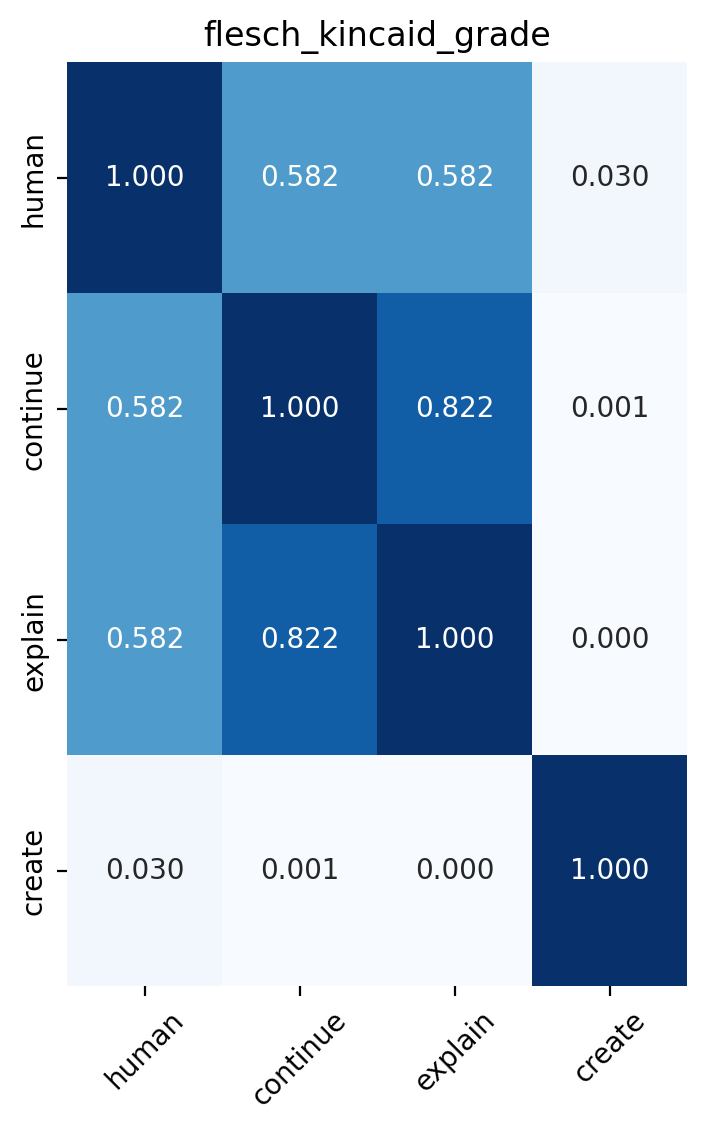 flesch_kincaid_grade
human 1.000 0.582 0.582 0.030
continue 0.582 1.000 0.822 0.001
explain 0.582 0.822 1.000 0.000
create 0.030 0.001 0.000 1.000
human continue explain create